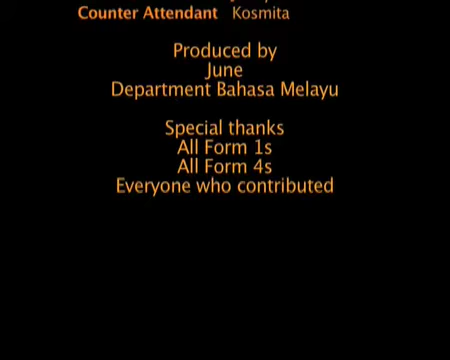 Counter Attendant Kosmita
Produced by
June
Department Bahasa Melayu
Special thanks
All Form 1s
All Form 4s
Everyone who contributed